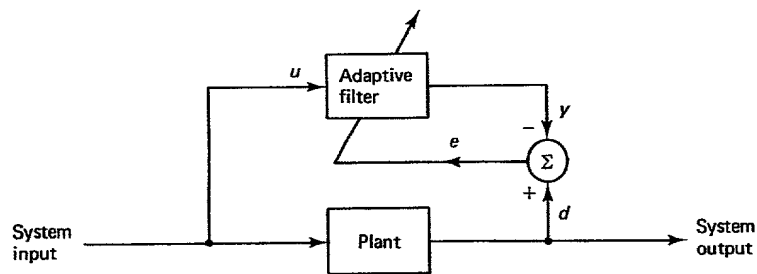 u
Adaptive
filter
y
−
e
Σ
+
d
System
input
Plant
System
output